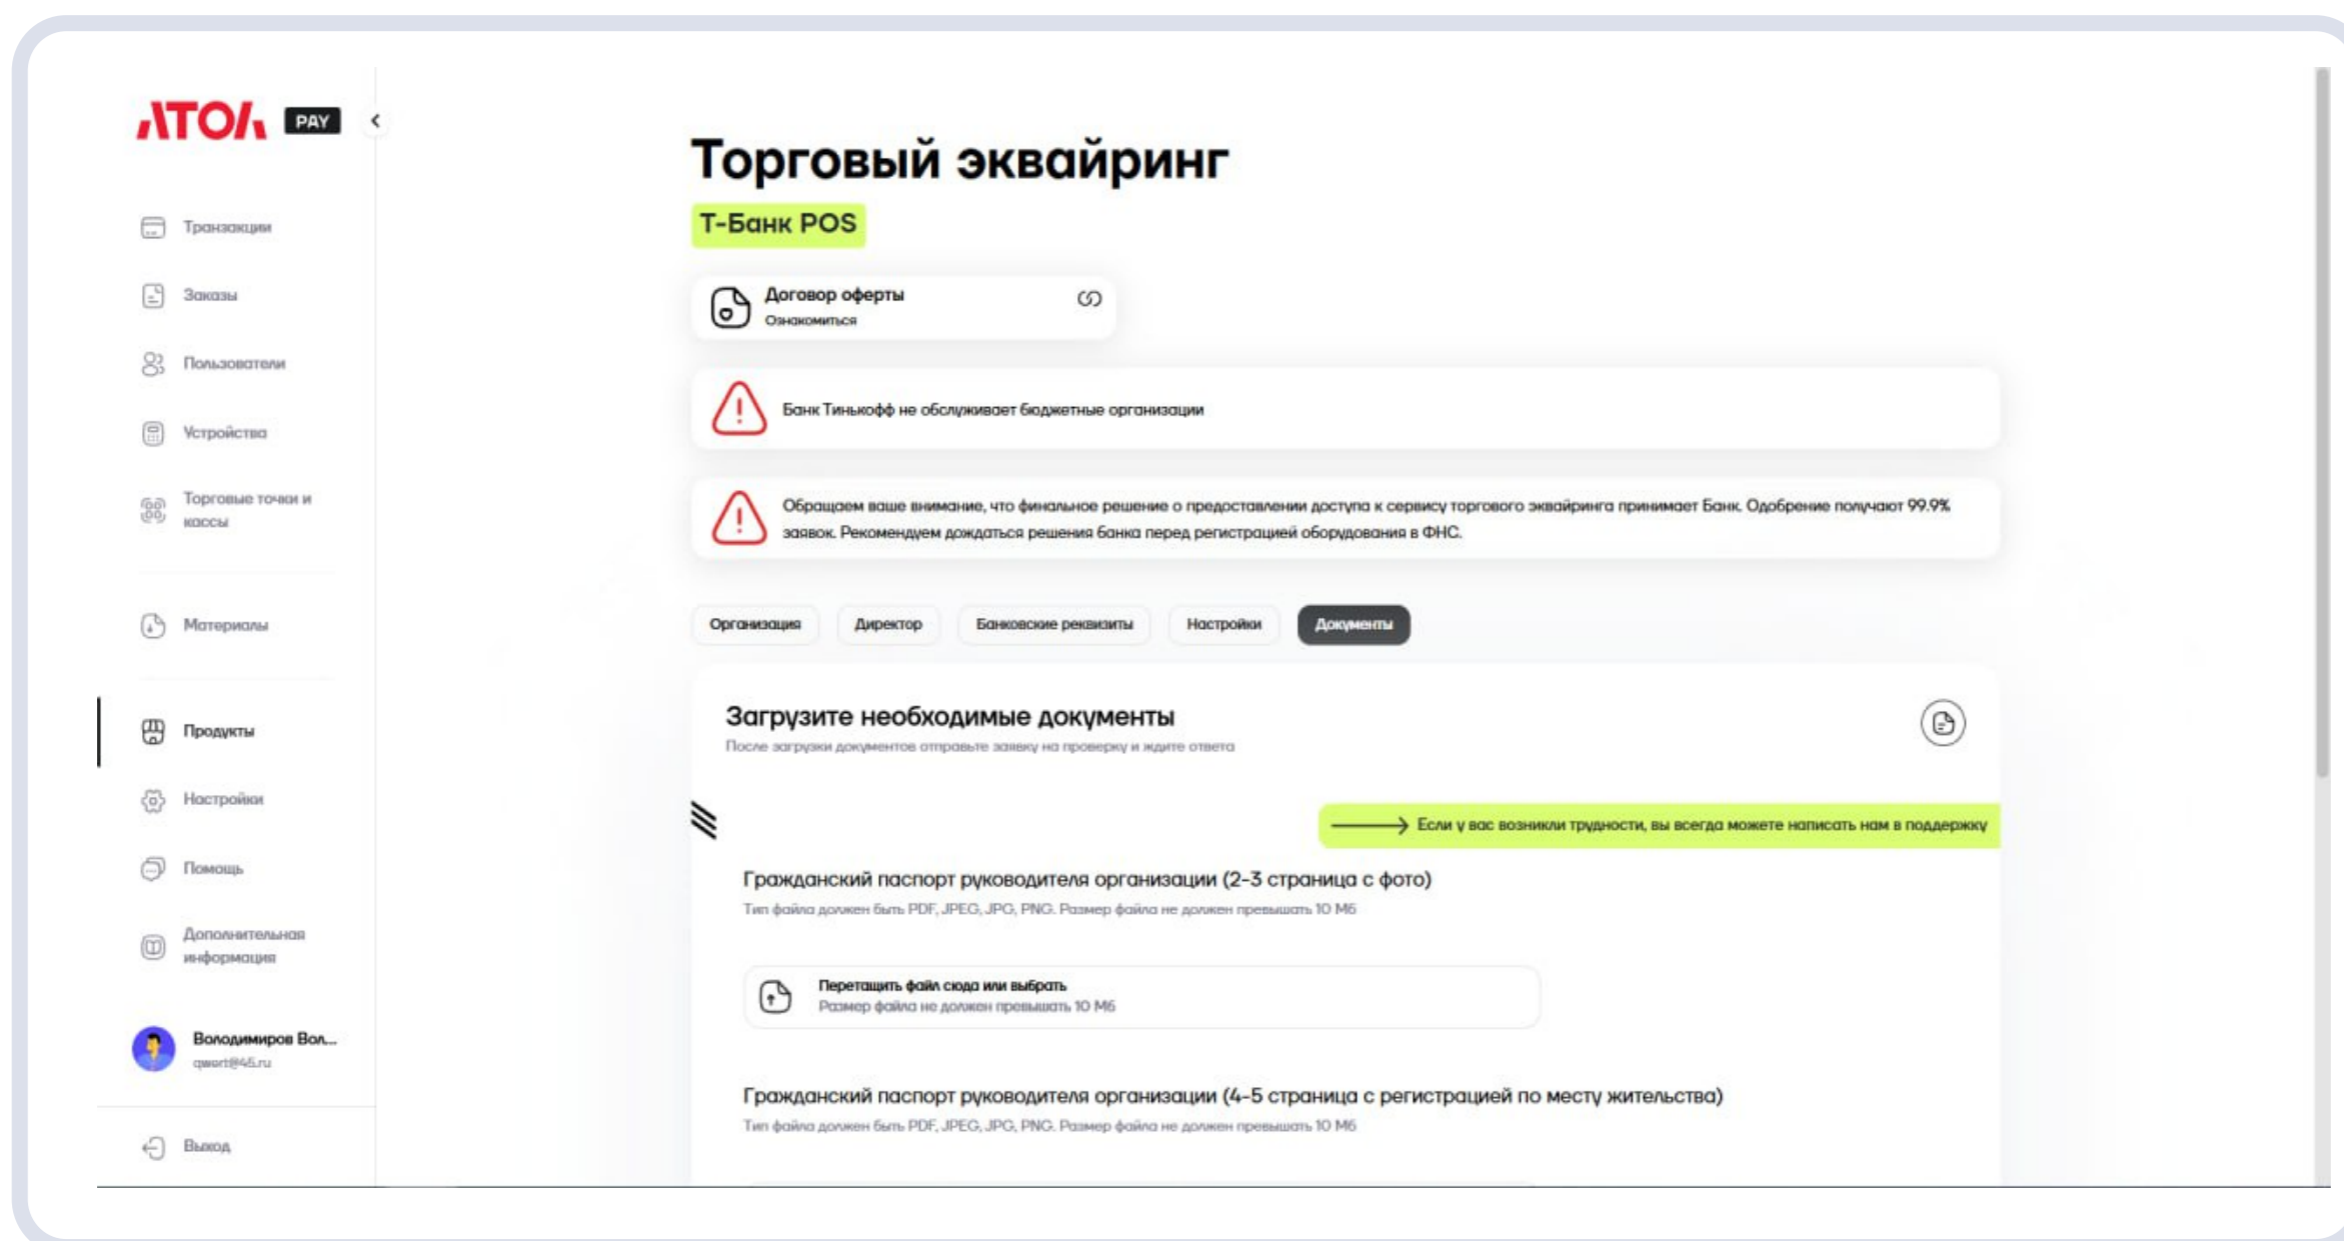 АТОЛ PAY
Транзакции
Заказы
Пользователи
Устройства
Торговые точки и
кассы
Материалы
Продукты
Настройки
Помощь
Дополнительная
информация
Володимиров Вол...
qwert@45.ru
Выход
Торговый эквайринг
Т-Банк POS
Договор оферты
Ознакомиться
Банк Тинькофф не обслуживает бюджетные организации
Обращаем ваше внимание, что финальное решение о предоставлении доступа к сервису торгового эквайринга принимает Банк. Одобрение получают 99.9%
заявок. Рекомендуем дождаться решения банка перед регистрацией оборудования в ФНС.
Организация Директор Банковские реквизиты Настройки Документы
Загрузите необходимые документы
После загрузки документов отправьте заявку на проверку и ждите ответа
Если у вас возникли трудности, вы всегда можете написать нам в поддержку
Гражданский паспорт руководителя организации (2-3 страница с фото)
Тип файла должен быть PDF, JPEG, JPG, PNG. Размер файла не должен превышать 10 Мб
Перетащить файл сюда или выбрать
Размер файла не должен превышать 10 Мб
Гражданский паспорт руководителя организации (4-5 страница с регистрацией по месту жительства)
Тип файла должен быть PDF, JPEG, JPG, PNG. Размер файла не должен превышать 10 Мб